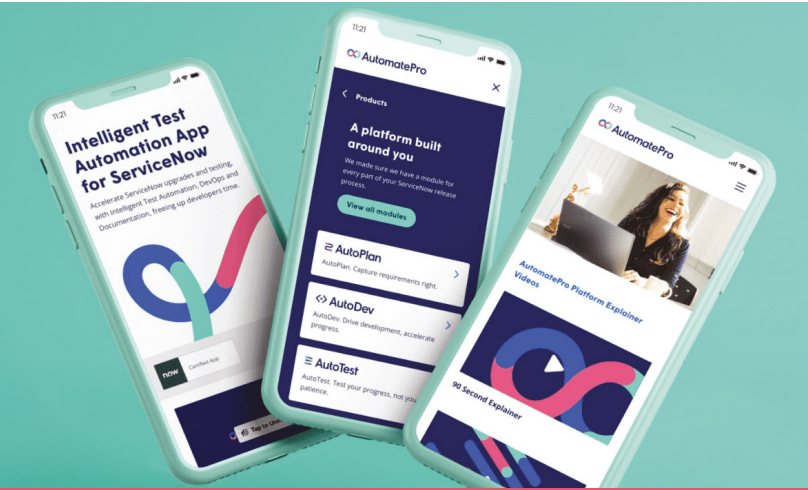 11:21
Intelligent Test
Automation App
for ServiceNow
Accelerate ServiceNow upgrades and testing,
with Intelligent Test Automation, DevOps and
Documentation, freeing up developers time.
now
Certified App
Tap to
11:21
AutomatePro
Products
A platform built
around you
We made sure we have a module for
every part of your ServiceNow release
process.
View all modules
AutoPlan
AutoPlan. Capture requirements right.
AutoDev
AutoDev. Drive development, accelerate
progress.
AutoTest
AutoTest. Test your progress, not you
patience.
11:21
AutomatePro
AutomatePro Platform Explainer
Videos
90 Second Explainer